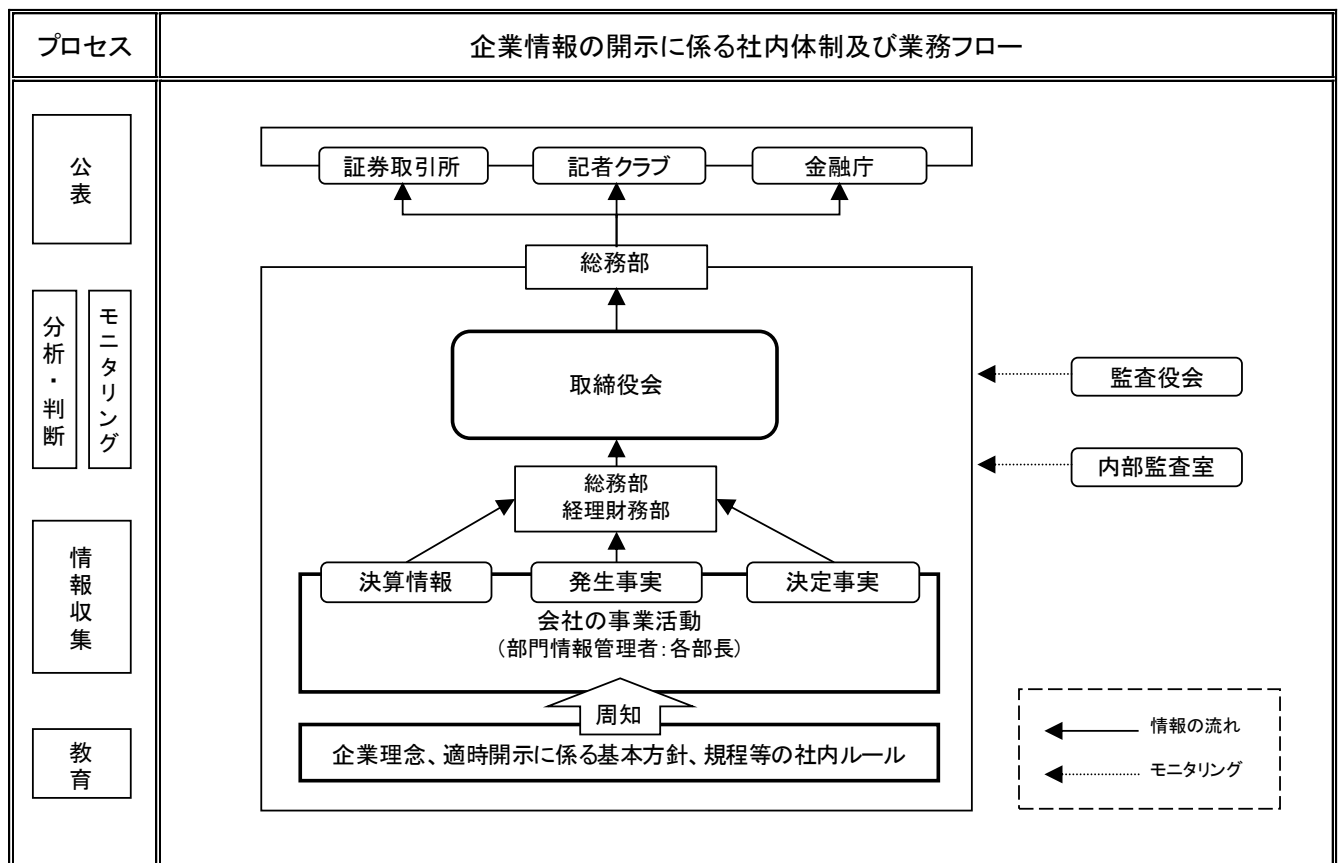 プロセス
企業情報の開示に係る社内体制及び業務フロー
公表
証券取引所
記者クラブ
金融庁
総務部
分析・判断
モニタリング
取締役会
監査役会
内部監査室
総務部
経理財務部
情報収集
決算情報
発生事実
決定事実
会社の事業活動
(部門情報管理者:各部長)
周知
教育
企業理念、適時開示に係る基本方針、規程等の社内ルール
情報の流れ
モニタリング